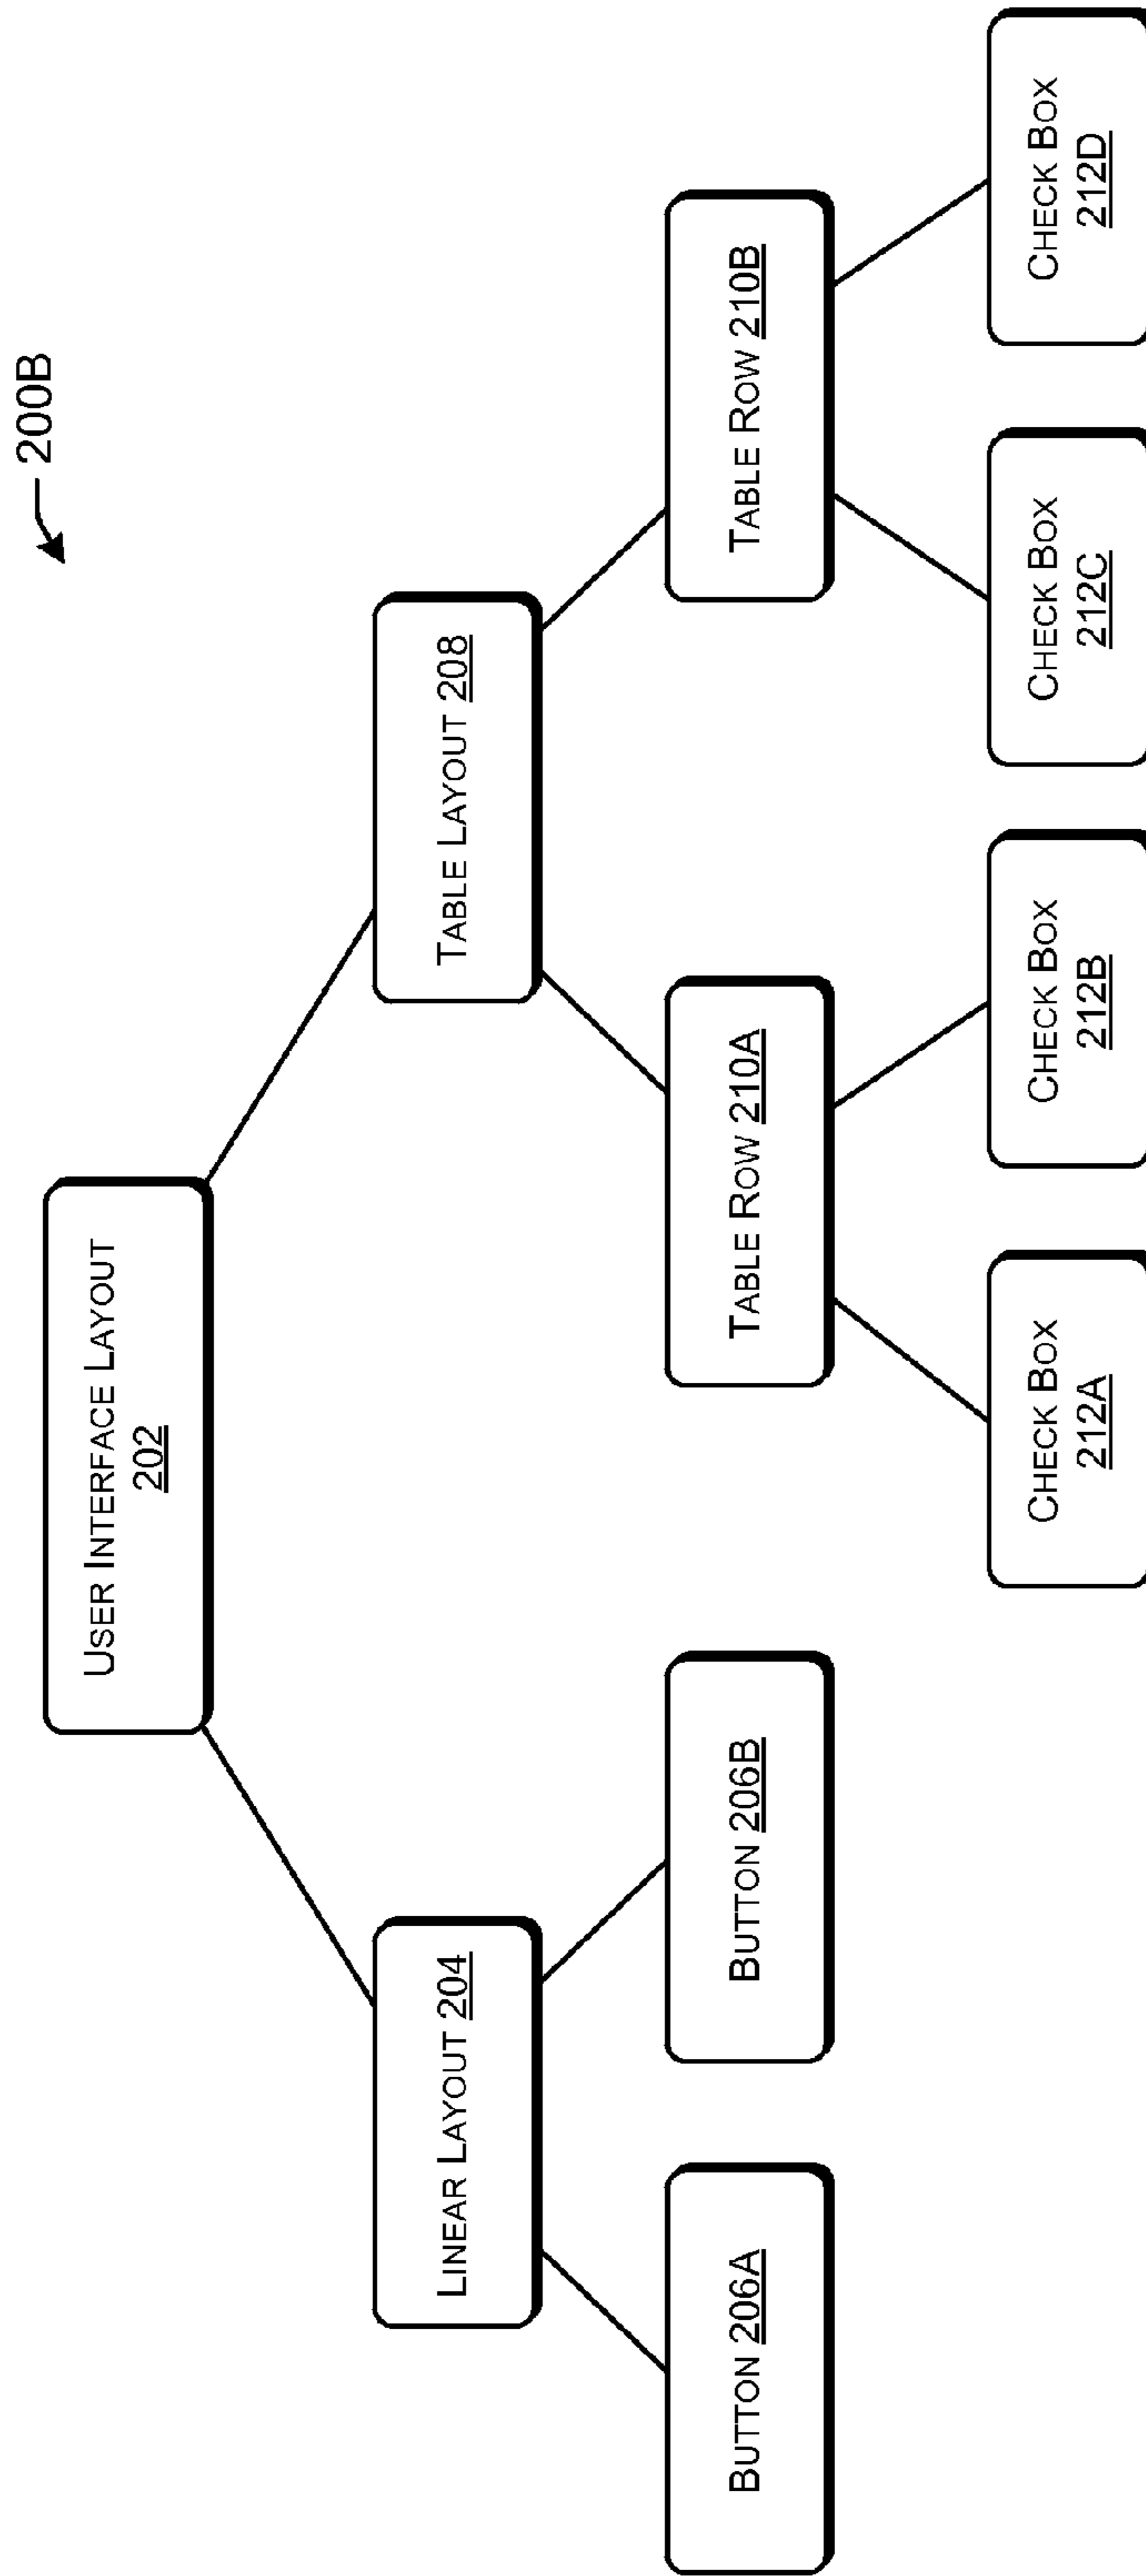 200B
USER INTERFACE LAYOUT
202
LINEAR LAYOUT 204
TABLE LAYOUT 208
BUTTON 206A
BUTTON 206B
TABLE ROW 210A
TABLE ROW 210B
CHECK BOX
212A
CHECK BOX
212B
CHECK BOX
212C
CHECK BOX
212D